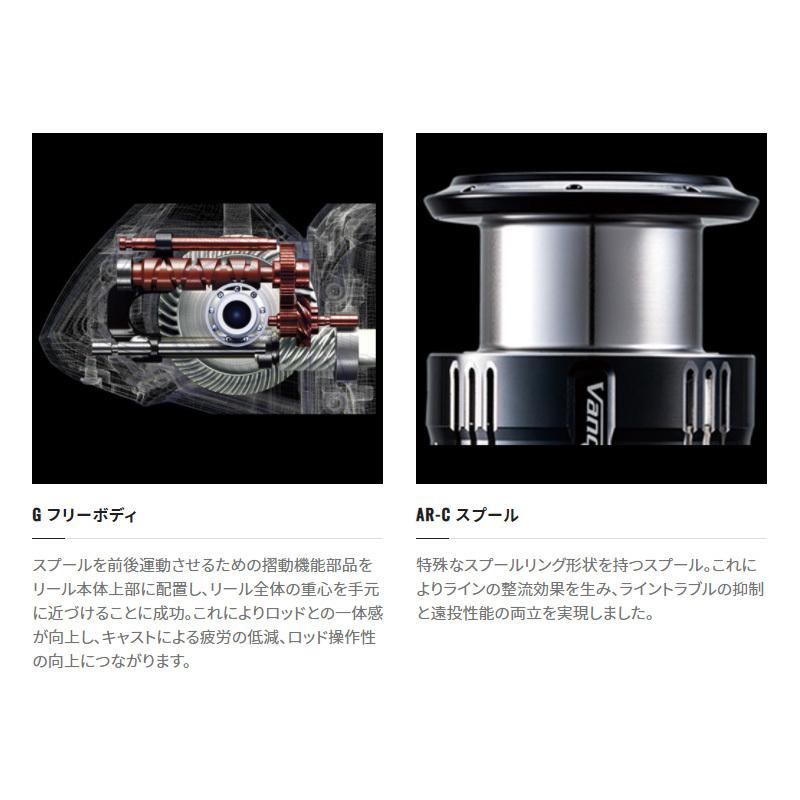 Vanq
G フリーボディ
スプールを前後運動させるための摺動機能部品を
リール本体上部に配置し、リール全体の重心を手元
に近づけることに成功。これによりロッドとの一体感
が向上し、キャストによる疲労の低減、ロッド操作性
の向上につながります。
AR-C スプール
特殊なスプールリング形状を持つスプール。これに
よりラインの整流効果を生み、ライントラブルの抑制
と遠投性能の両立を実現しました。